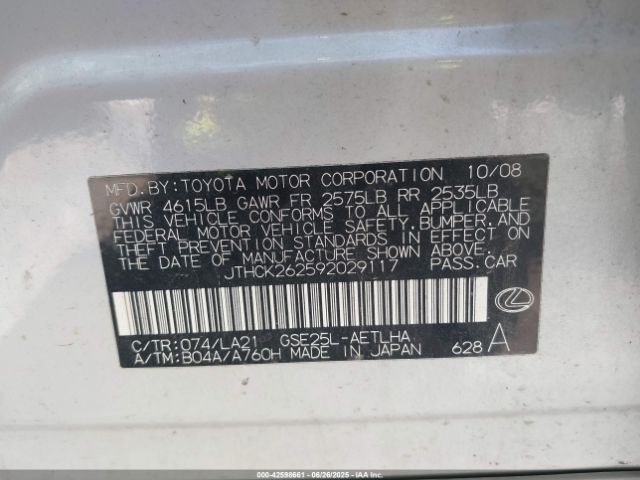 MFD. BY: TOYOTA MOTOR CORPORATION 10/08
GVWR 4615LB GAWR FR 2575LB RR 2535LB
THIS VEHICLE CONFORMS TO ALL APPLICABLE
FEDERAL MOTOR VEHICLE SAFETY, BUMPER, AND
THEFT PREVENTION STANDARDS IN EFFECT ON
THE DATE OF MANUFACTURE SHOWN ABOVE.
JTHCK262592029117 PASS. CAR
C/TR: 074/LA21 GSE25L-AETLHA
A/TM: B04A/A760H MADE IN JAPAN 628 A
000-42598661 - 06/26/2025 - IAAI.com